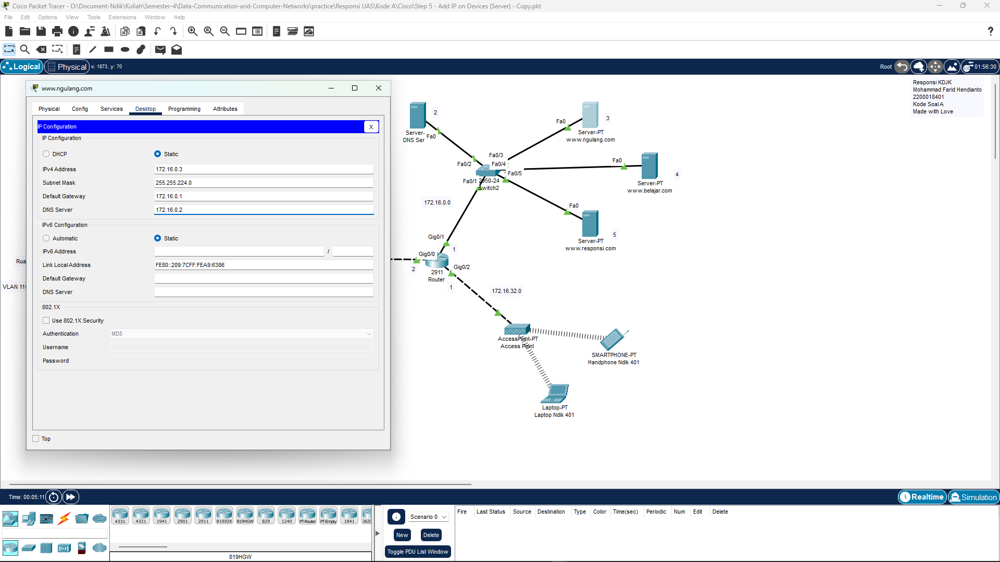 Cisco Packet Tracer - D:\Document-Ndik\Kuliah\Semester-4\Data-Communication-and-Computer-Networks\practice\Responsi UAS\Kode A\Cisco\Step 5 - Add IP on Devices (Server) - Copy.pkt
File Edit Options View Tools Extensions Window Help
Logical Physical x: 1873, y: 70 Root 01:56:30
Responsi KDJK
Mohammad Farid Hendianto
2200018401
Kode Soal A
Made with Love
www.ngulang.com
Physical Config Services Desktop Programming Attributes
IP Configuration X
IP Configuration
DHCP Static
IPv4 Address 172.16.0.3
Subnet Mask 255.255.224.0
Default Gateway 172.16.0.1
DNS Server 172.16.0.2
IPv6 Configuration
Automatic Static
IPv6 Address /
Link Local Address FE80::209:7CFF:FEA9:6386
Default Gateway
DNS Server
802.1X
Use 802.1X Security
Authentication MD5
Username
Password
Top
Rua
VLAN 110
2
Server-
DNS Ser
Fa0
Fa0
3
Server-PT
www.ngulang.com
Fa0/3
Fa0/2
Fa0/4
Fa0/5
Fa0/1
2950-24
Switch2
Fa0
4
Server-PT
www.belajar.com
172.16.0.0
Fa0
5
Server-PT
www.responsi.com
Gig0/1
1
Gig0/0
2
2911
Router
Gig0/2
1
172.16.32.0
AccessPoint-PT
Access Point
SMARTPHONE-PT
Handphone Ndik 401
Laptop-PT
Laptop Ndik 401
Time: 00:05:11 Realtime Simulation
4331 4321 1941 2901 2911 819IOX 819HGW 829 1240 PT-Router PT-Empty 1841 2620
819HGW
Scenario 0
New Delete
Toggle PDU List Window
Fire Last Status Source Destination Type Color Time(sec) Periodic Num Edit Delete